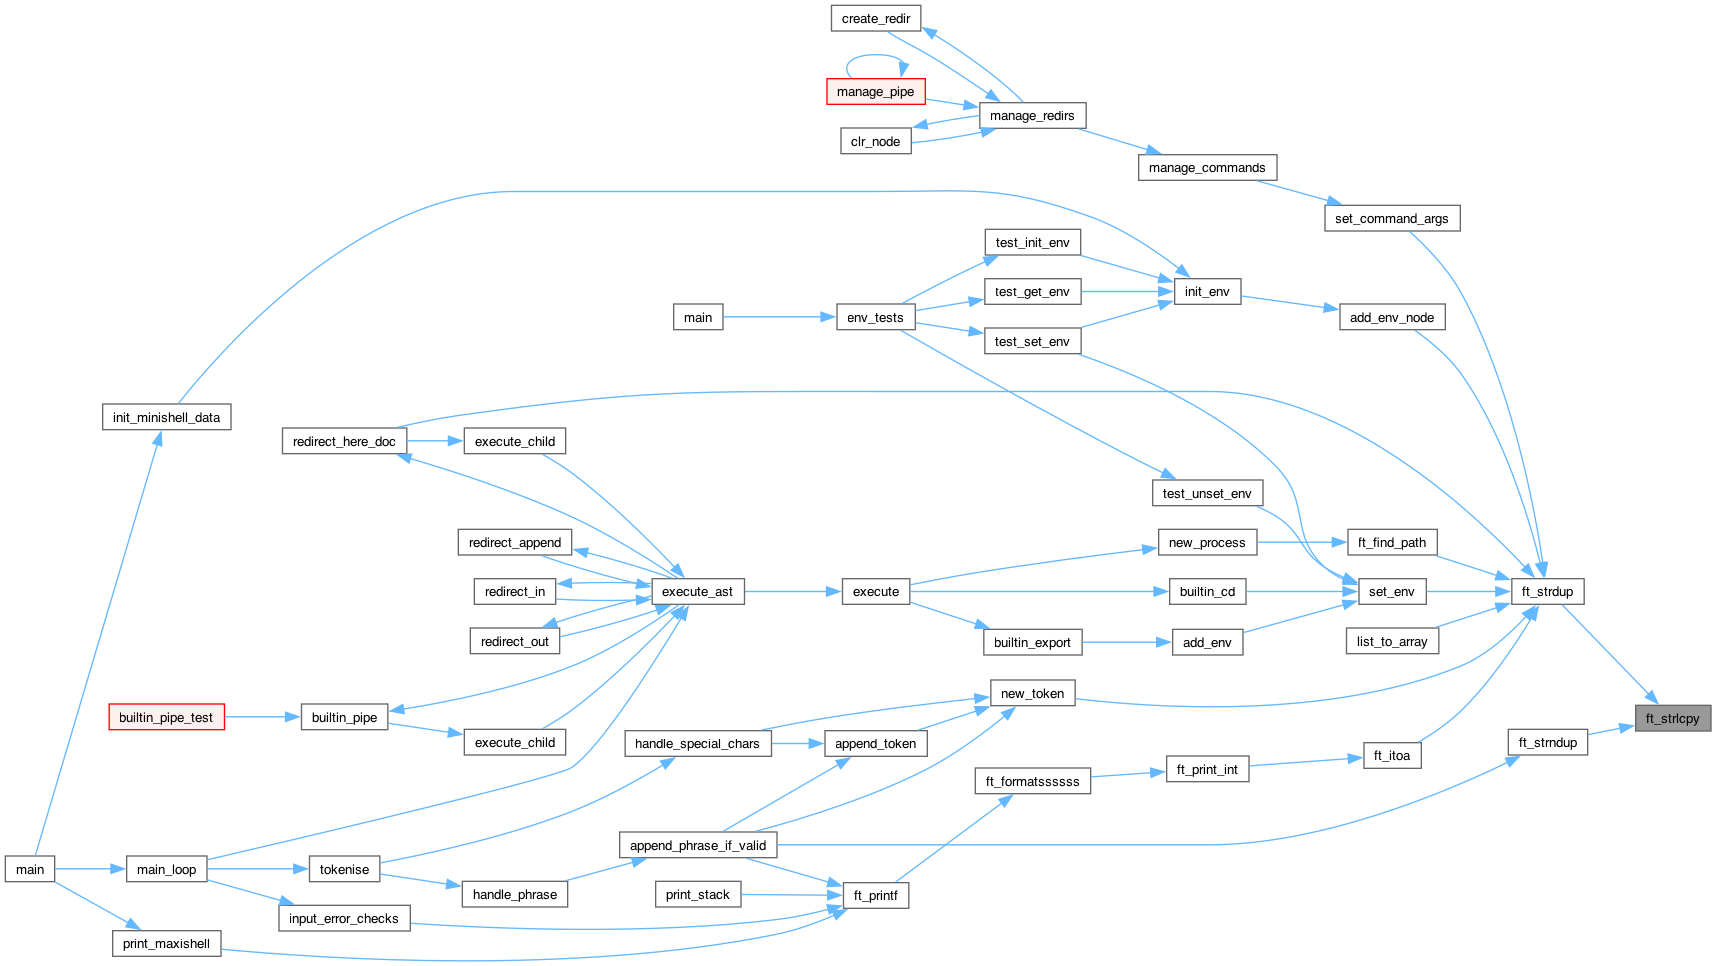 create_redir
manage_pipe
manage_redirs
clr_node
manage_commands
set_command_args
test_init_env
test_get_env
init_env
main
env_tests
add_env_node
test_set_env
init_minishell_data
redirect_here_doc
execute_child
test_unset_env
redirect_append
new_process
ft_find_path
redirect_in
execute_ast
execute
builtin_cd
set_env
ft_strdup
redirect_out
builtin_export
add_env
list_to_array
new_token
builtin_pipe_test
builtin_pipe
ft_strlcpy
execute_child
handle_special_chars
append_token
ft_strndup
ft_itoa
ft_print_int
ft_formatssssss
append_phrase_if_valid
main
main_loop
tokenise
handle_phrase
print_stack
ft_printf
input_error_checks
print_maxishell